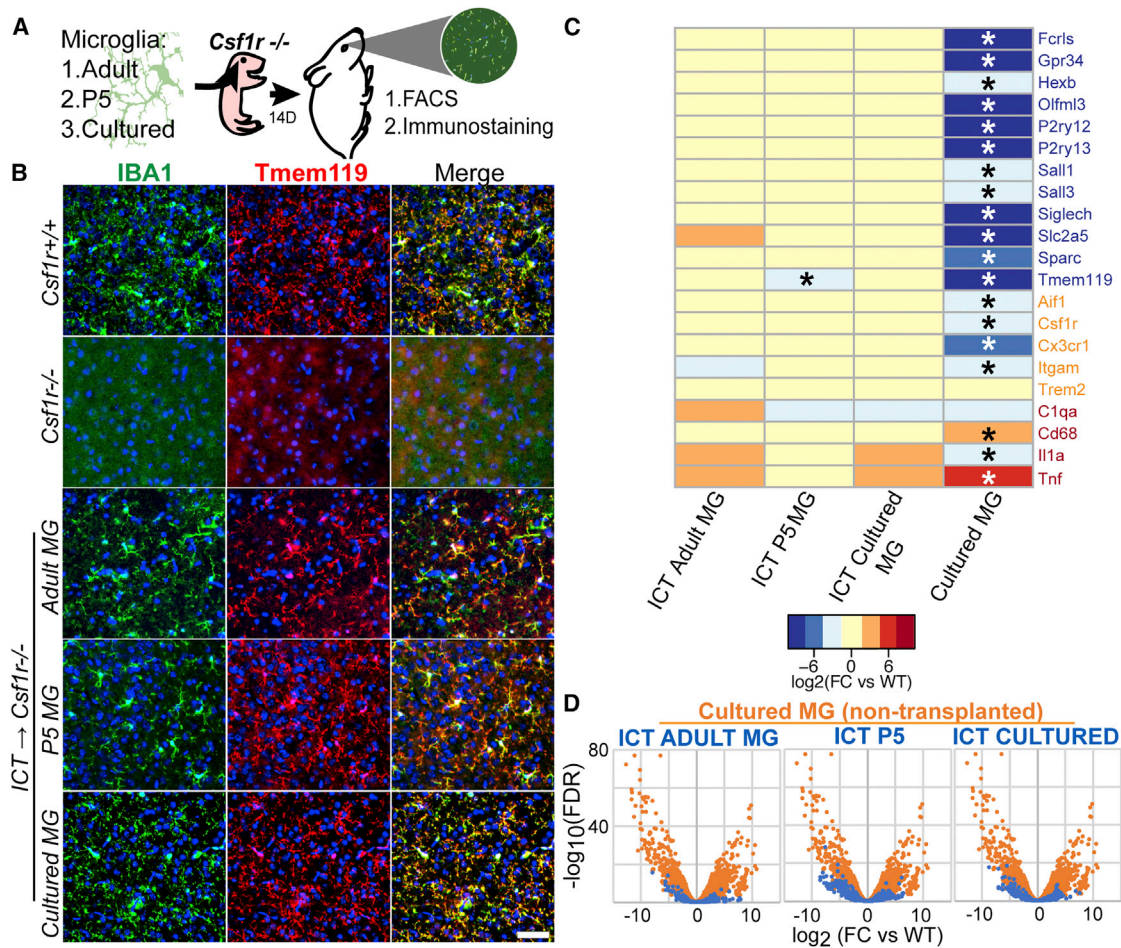 A
Microglia:
1.Adult
2.P5
3.Cultured
Csf1r -/-
14D
1.FACS
2.Immunostaining
B
IBA1 Tmem119 Merge
Csf1r+/+
Csf1r-/-
ICT → Csf1r-/-
Adult MG
P5 MG
Cultured MG
C
* Fcrls
* Gpr34
* Hexb
* Olfml3
* P2ry12
* P2ry13
* Sall1
* Sall3
* Siglech
* Slc2a5
* Sparc
* * Tmem119
* Aif1
* Csf1r
* Cx3cr1
* Itgam
Trem2
C1qa
* Cd68
* Il1a
* Tnf
ICT Adult MG
ICT P5 MG
ICT Cultured
MG
Cultured MG
-6 0 6
log2(FC vs WT)
D
Cultured MG (non-transplanted)
ICT ADULT MG ICT P5 ICT CULTURED
80
40
-log10(FDR)
-10 0 10 -10 0 10 -10 0 10
log2 (FC vs WT)